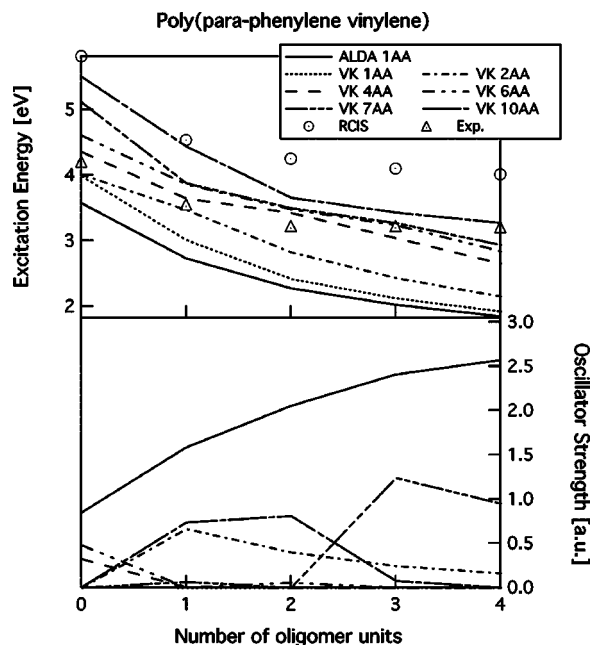 Poly(para-phenylene vinylene)
Excitation Energy [eV]
5
4
3
2
ALDA 1AA
VK 1AA
VK 2AA
VK 4AA
VK 6AA
VK 7AA
VK 10AA
RCIS
Exp.
3.0
2.5
2.0
1.5
1.0
0.5
0.0
Oscillator Strength [a.u.]
0
1
2
3
4
Number of oligomer units